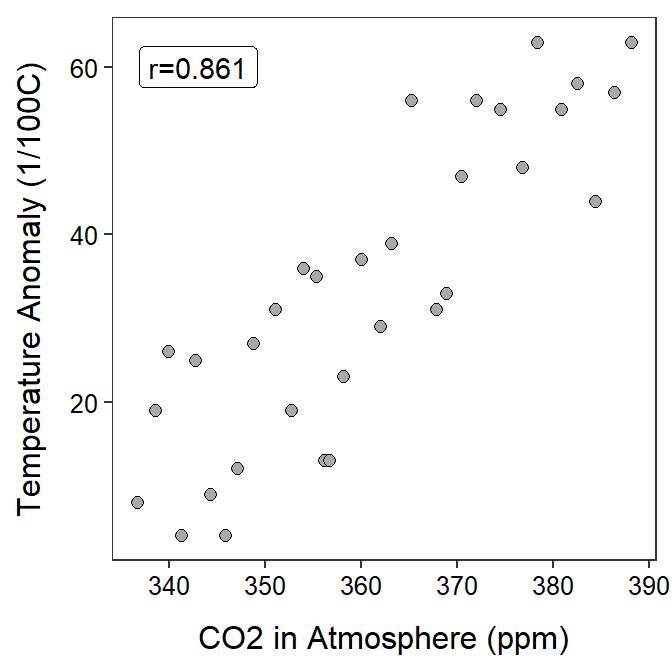 r=0.861
Temperature Anomaly (1/100C)
60
40
20
340 350 360 370 380 390
CO2 in Atmosphere (ppm)